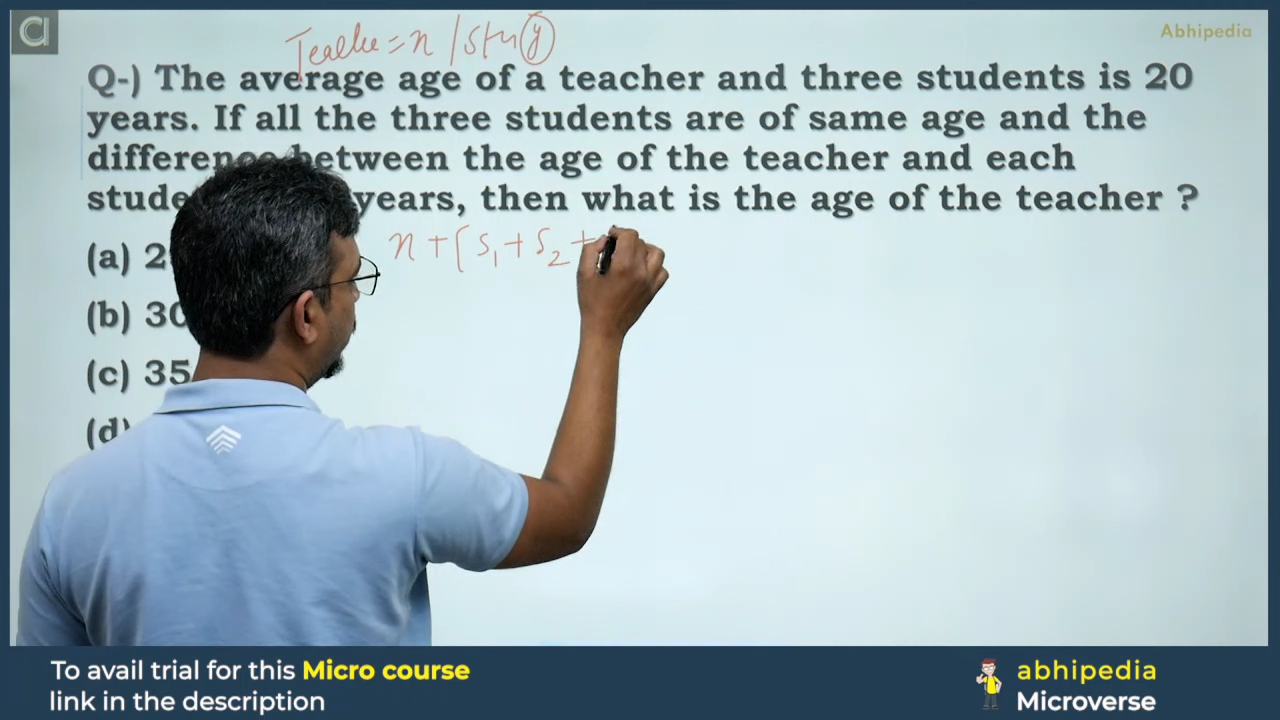 Abhipedia
Teacher = x / Stu y
Q-) The average age of a teacher and three students is 20
years. If all the three students are of same age and the
difference between the age of the teacher and each
years, then what is the age of the teacher ?
x + [S1 + S2 +
(a) 2
(b) 30
(c) 35
(d)
To avail trial for this Micro course
link in the description
abhipedia
Microverse